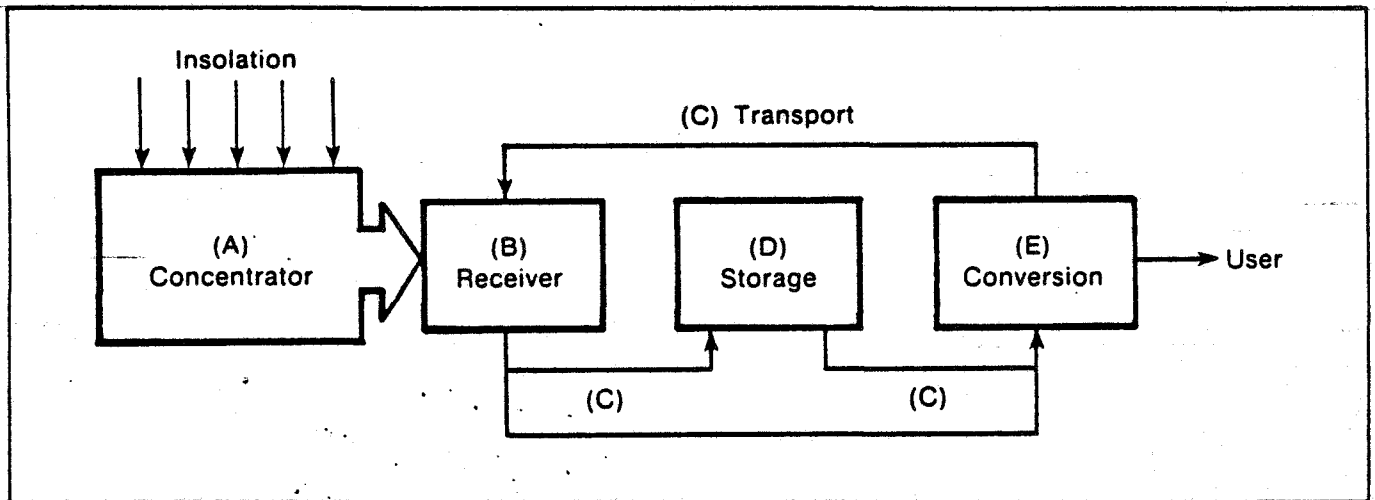 Insolation
(C) Transport
(A)
Concentrator
(B)
Receiver
(D)
Storage
(E)
Conversion
User
(C)
(C)